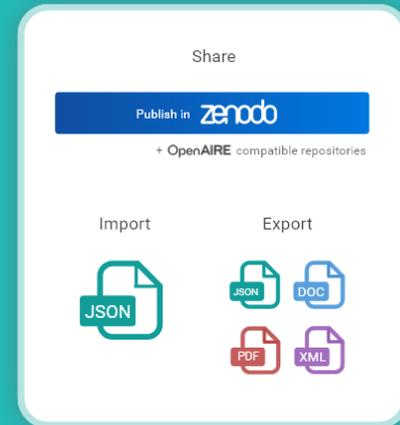 Share
Publish in zenodo
+ OpenAIRE compatible repositories
Import
Export
JSON
JSON
DOC
PDF
XML